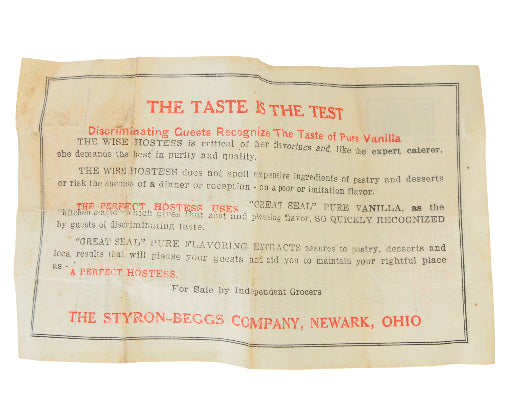 THE TASTE IS THE TEST
Discriminating Guests Recognize The Taste of Pure Vanilla
THE WISE HOSTESS is critical of her flavorings and, like the expert caterer,
she demands the best in purity and quality.
THE WISE HOSTESS does not spoil expensive ingredients of pastry and desserts
or risk the success of a dinner or reception - on a poor or imitation flavor.
THE PERFECT HOSTESS USES "GREAT SEAL" PURE VANILLA, as the
"kitchen which gives that zest and pleasing flavor, SO QUICKLY RECOGNIZED
by guests of discriminating taste.
"GREAT SEAL" PURE FLAVORING EXTRACTS assures to pastry, desserts and
ices, results that will please your guests and aid you to maintain your rightful place
as -
A PERFECT HOSTESS.
For Sale by Independent Grocers
THE STYRON-BEGGS COMPANY, NEWARK, OHIO